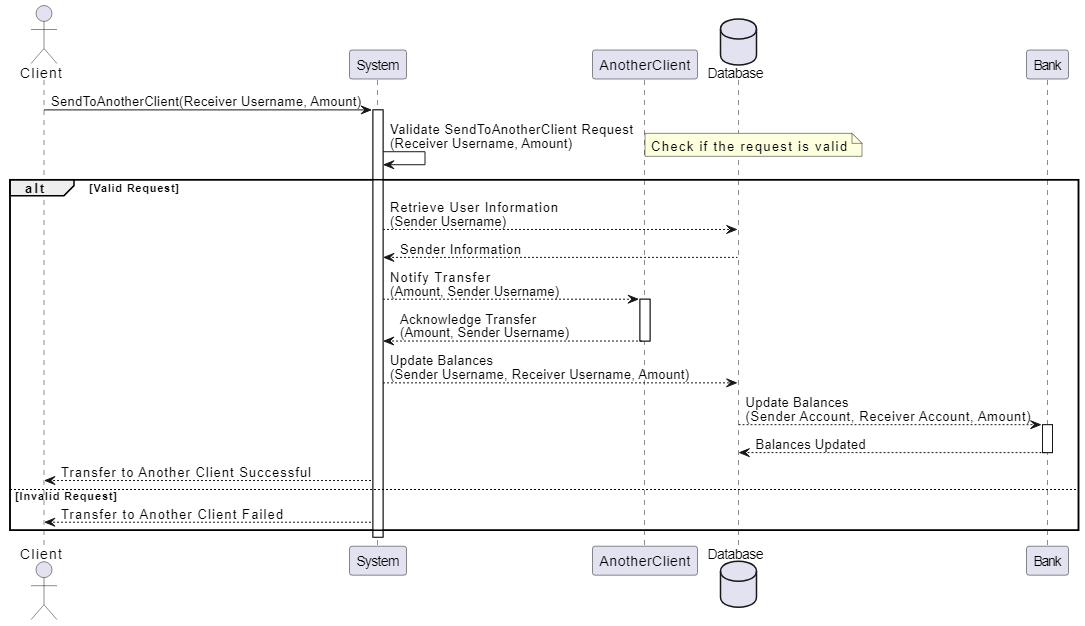 Client
System
AnotherClient
Database
Bank
SendToAnotherClient(Receiver Username, Amount)
Validate SendToAnotherClient Request
(Receiver Username, Amount)
Check if the request is valid
alt
[Valid Request]
Retrieve User Information
(Sender Username)
Sender Information
Notify Transfer
(Amount, Sender Username)
Acknowledge Transfer
(Amount, Sender Username)
Update Balances
(Sender Username, Receiver Username, Amount)
Update Balances
(Sender Account, Receiver Account, Amount)
Balances Updated
Transfer to Another Client Successful
[Invalid Request]
Transfer to Another Client Failed
Client
System
AnotherClient
Database
Bank